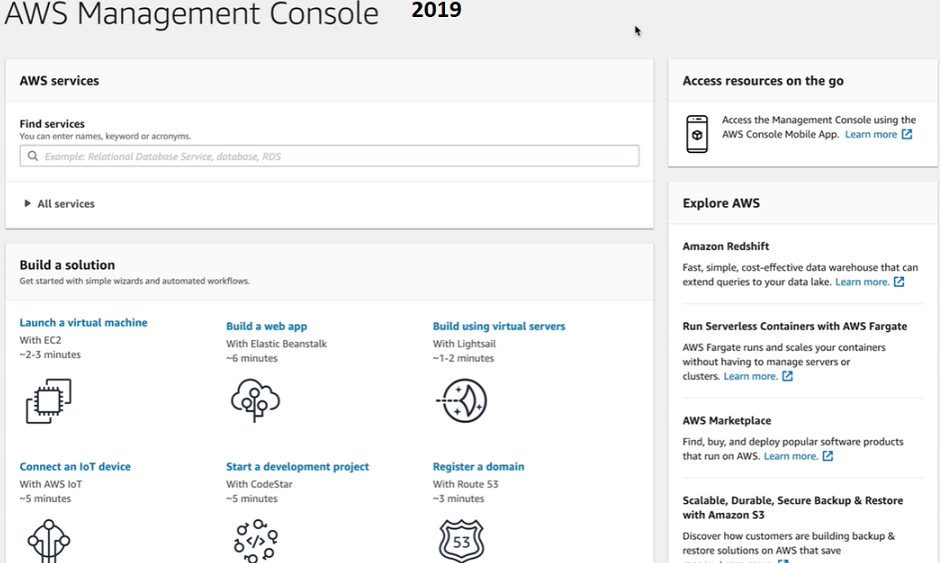 AWS Management Console 2019
AWS services
Find services
You can enter names, keyword or acronyms.
Example: Relational Database Service, database, RDS
All services
Build a solution
Get started with simple wizards and automated workflows.
Launch a virtual machine
With EC2
~2-3 minutes
Build a web app
With Elastic Beanstalk
~6 minutes
Build using virtual servers
With Lightsail
~1-2 minutes
Connect an IoT device
With AWS IoT
~5 minutes
Start a development project
With CodeStar
~5 minutes
Register a domain
With Route 53
~3 minutes
</>
53
Access resources on the go
Access the Management Console using the
AWS Console Mobile App. Learn more
Explore AWS
Amazon Redshift
Fast, simple, cost-effective data warehouse that can
extend queries to your data lake. Learn more.
Run Serverless Containers with AWS Fargate
AWS Fargate runs and scales your containers
without having to manage servers or
clusters. Learn more.
AWS Marketplace
Find, buy, and deploy popular software products
that run on AWS. Learn more.
Scalable, Durable, Secure Backup & Restore
with Amazon S3
Discover how customers are building backup &
restore solutions on AWS that save